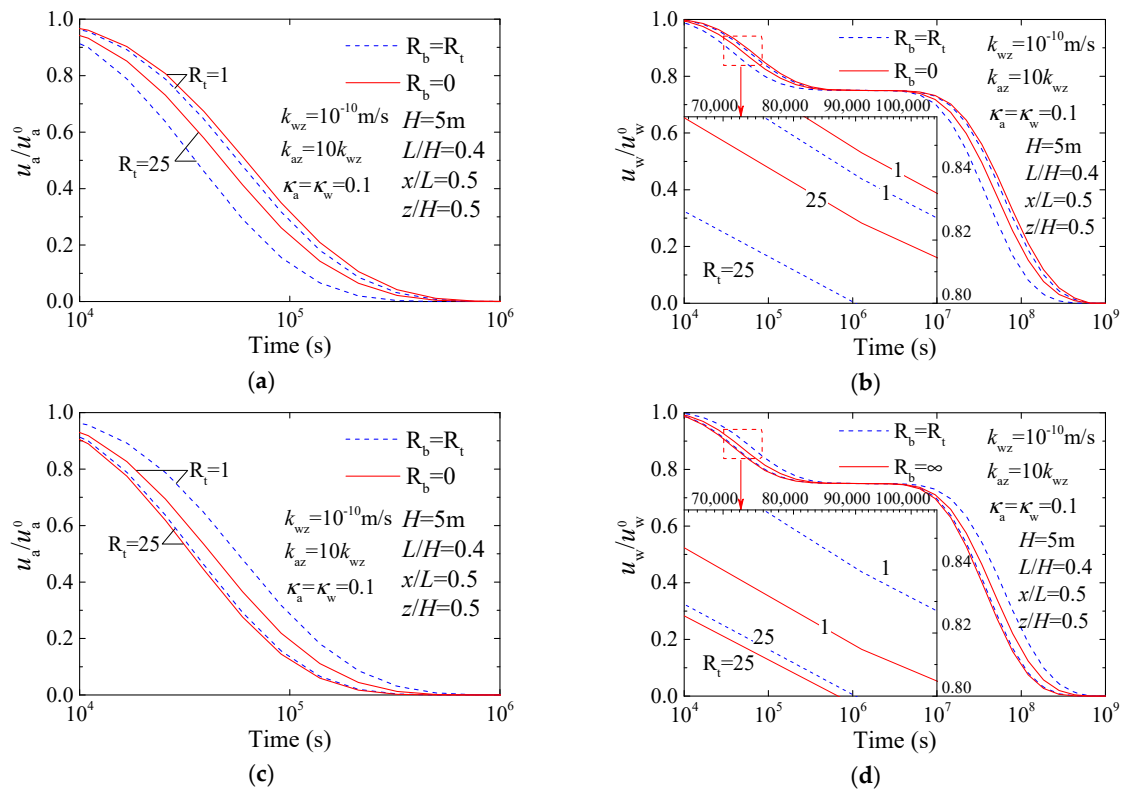 1.0
0.8
0.6
0.4
0.2
0.0
u_a/u_a^0
R_b=R_t
R_b=0
R_t=1
R_t=25
k_wz=10^-10 m/s
k_az=10k_wz
κ_a=κ_w=0.1
H=5m
L/H=0.4
x/L=0.5
z/H=0.5
10^4 10^5 10^6
Time (s)
(a)
1.0
0.8
0.6
0.4
0.2
0.0
u_w/u_w^0
R_b=R_t
R_b=0
k_wz=10^-10 m/s
k_az=10k_wz
κ_a=κ_w=0.1
H=5m
L/H=0.4
x/L=0.5
z/H=0.5
70,000 80,000 90,000 100,000
0.84
0.82
0.80
1
1
25
R_t=25
10^4 10^5 10^6 10^7 10^8 10^9
Time (s)
(b)
1.0
0.8
0.6
0.4
0.2
0.0
u_a/u_a^0
R_b=R_t
R_b=0
R_t=1
R_t=25
k_wz=10^-10 m/s
k_az=10k_wz
κ_a=κ_w=0.1
H=5m
L/H=0.4
x/L=0.5
z/H=0.5
10^4 10^5 10^6
Time (s)
(c)
1.0
0.8
0.6
0.4
0.2
0.0
u_w/u_w^0
R_b=R_t
R_b=∞
k_wz=10^-10 m/s
k_az=10k_wz
κ_a=κ_w=0.1
H=5m
L/H=0.4
x/L=0.5
z/H=0.5
70,000 80,000 90,000 100,000
0.84
0.82
0.80
1
1
25
R_t=25
10^4 10^5 10^6 10^7 10^8 10^9
Time (s)
(d)